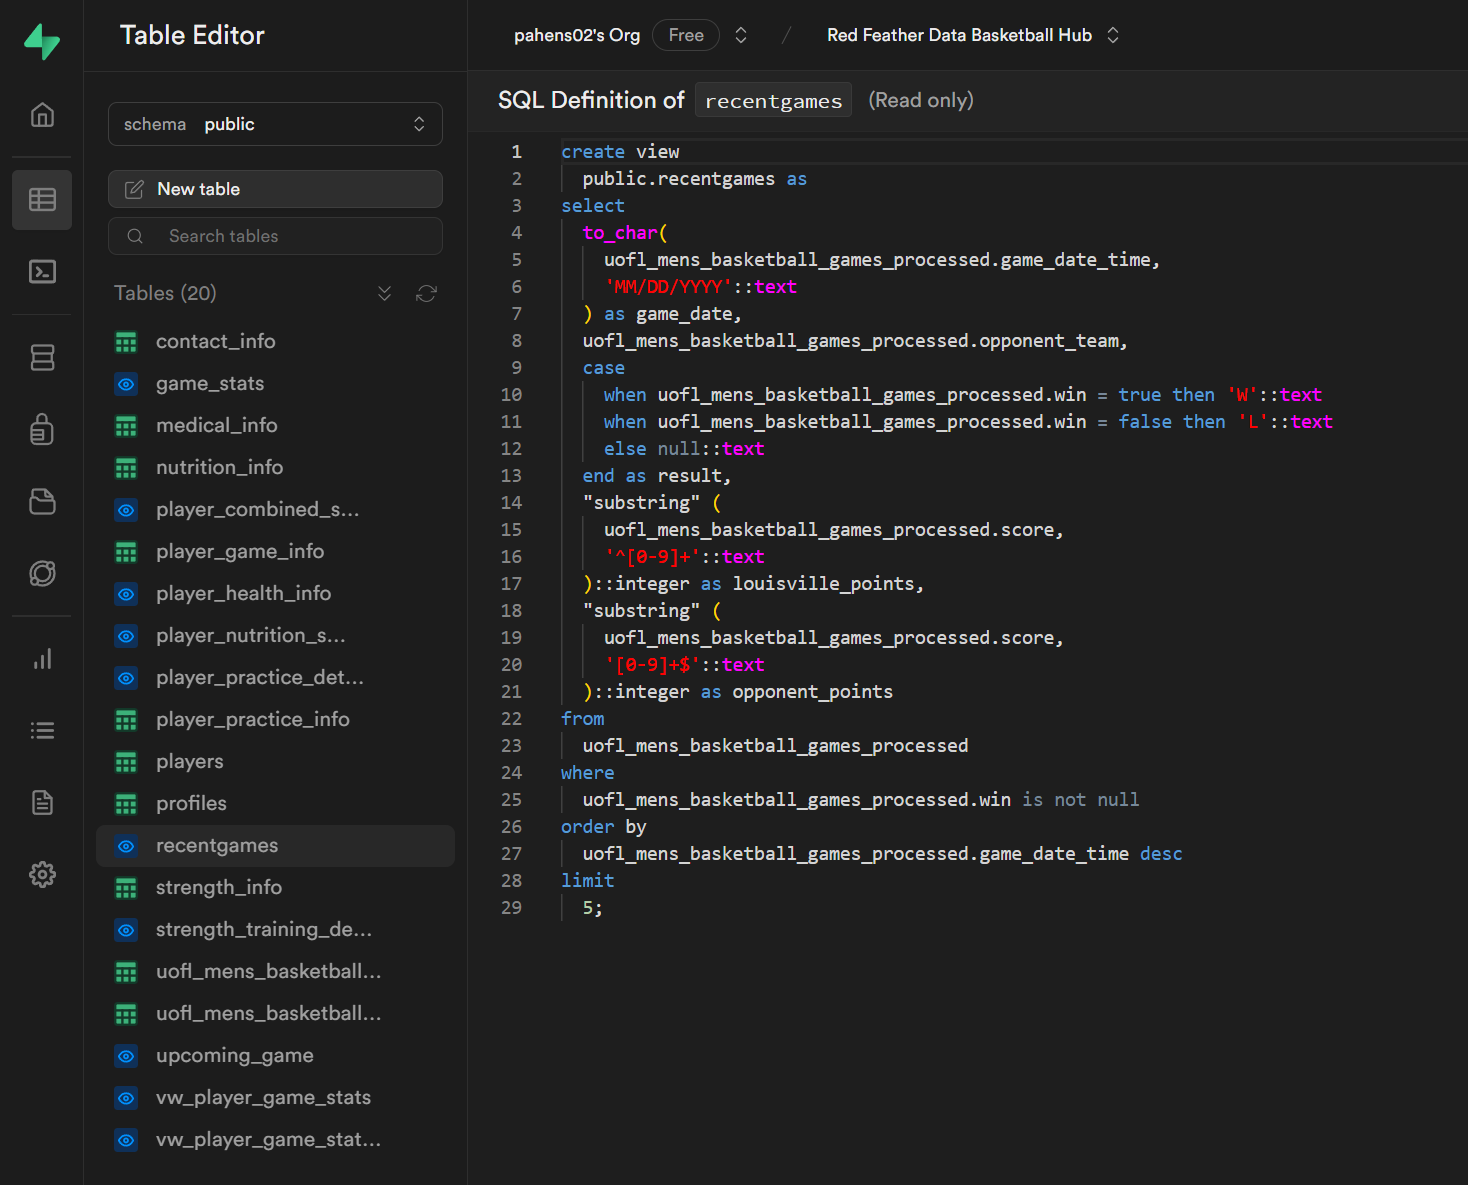 Table Editor
schema public
New table
Search tables
Tables (20)
contact_info
game_stats
medical_info
nutrition_info
player_combined_s...
player_game_info
player_health_info
player_nutrition_s...
player_practice_det...
player_practice_info
players
profiles
recentgames
strength_info
strength_training_de...
uofl_mens_basketball...
uofl_mens_basketball...
upcoming_game
vw_player_game_stats
vw_player_game_stat...
pahens02's Org Free / Red Feather Data Basketball Hub
SQL Definition of recentgames (Read only)
1 create view
2 public.recentgames as
3 select
4 to_char(
5 uofl_mens_basketball_games_processed.game_date_time,
6 'MM/DD/YYYY'::text
7 ) as game_date,
8 uofl_mens_basketball_games_processed.opponent_team,
9 case
10 when uofl_mens_basketball_games_processed.win = true then 'W'::text
11 when uofl_mens_basketball_games_processed.win = false then 'L'::text
12 else null::text
13 end as result,
14 "substring" (
15 uofl_mens_basketball_games_processed.score,
16 '^[0-9]+'::text
17 )::integer as louisville_points,
18 "substring" (
19 uofl_mens_basketball_games_processed.score,
20 '[0-9]+$'::text
21 )::integer as opponent_points
22 from
23 uofl_mens_basketball_games_processed
24 where
25 uofl_mens_basketball_games_processed.win is not null
26 order by
27 uofl_mens_basketball_games_processed.game_date_time desc
28 limit
29 5;